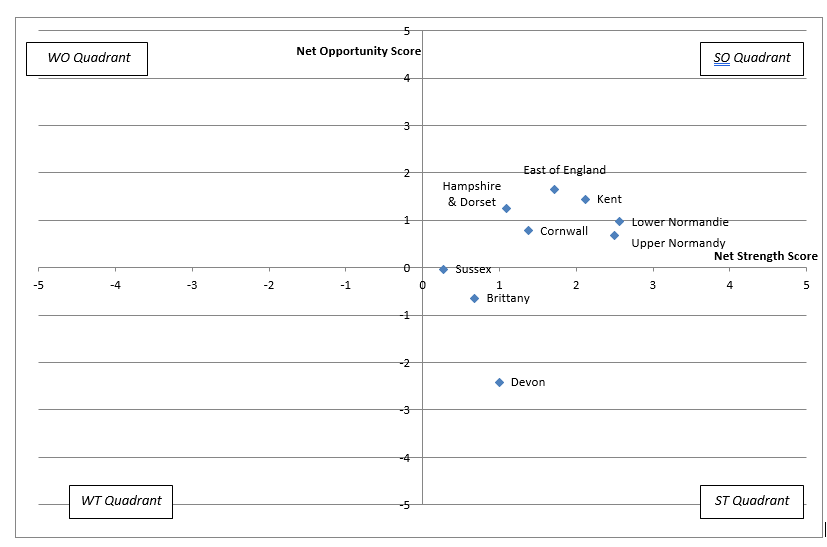 5
Net Opportunity Score
WO Quadrant
SO Quadrant
4
3
2
East of England
Hampshire
& Dorset
Kent
1
Lower Normandie
Cornwall
Upper Normandy
Net Strength Score
0
Sussex
-5 -4 -3 -2 -1 0 1 2 3 4 5
Brittany
-1
-2
Devon
-3
-4
WT Quadrant
ST Quadrant
-5